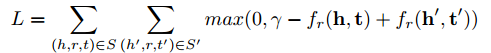 L = ∑ ∑ max(0, γ − f_r(h, t) + f_r(h′, t′))
(h,r,t)∈S (h′,r,t′)∈S′